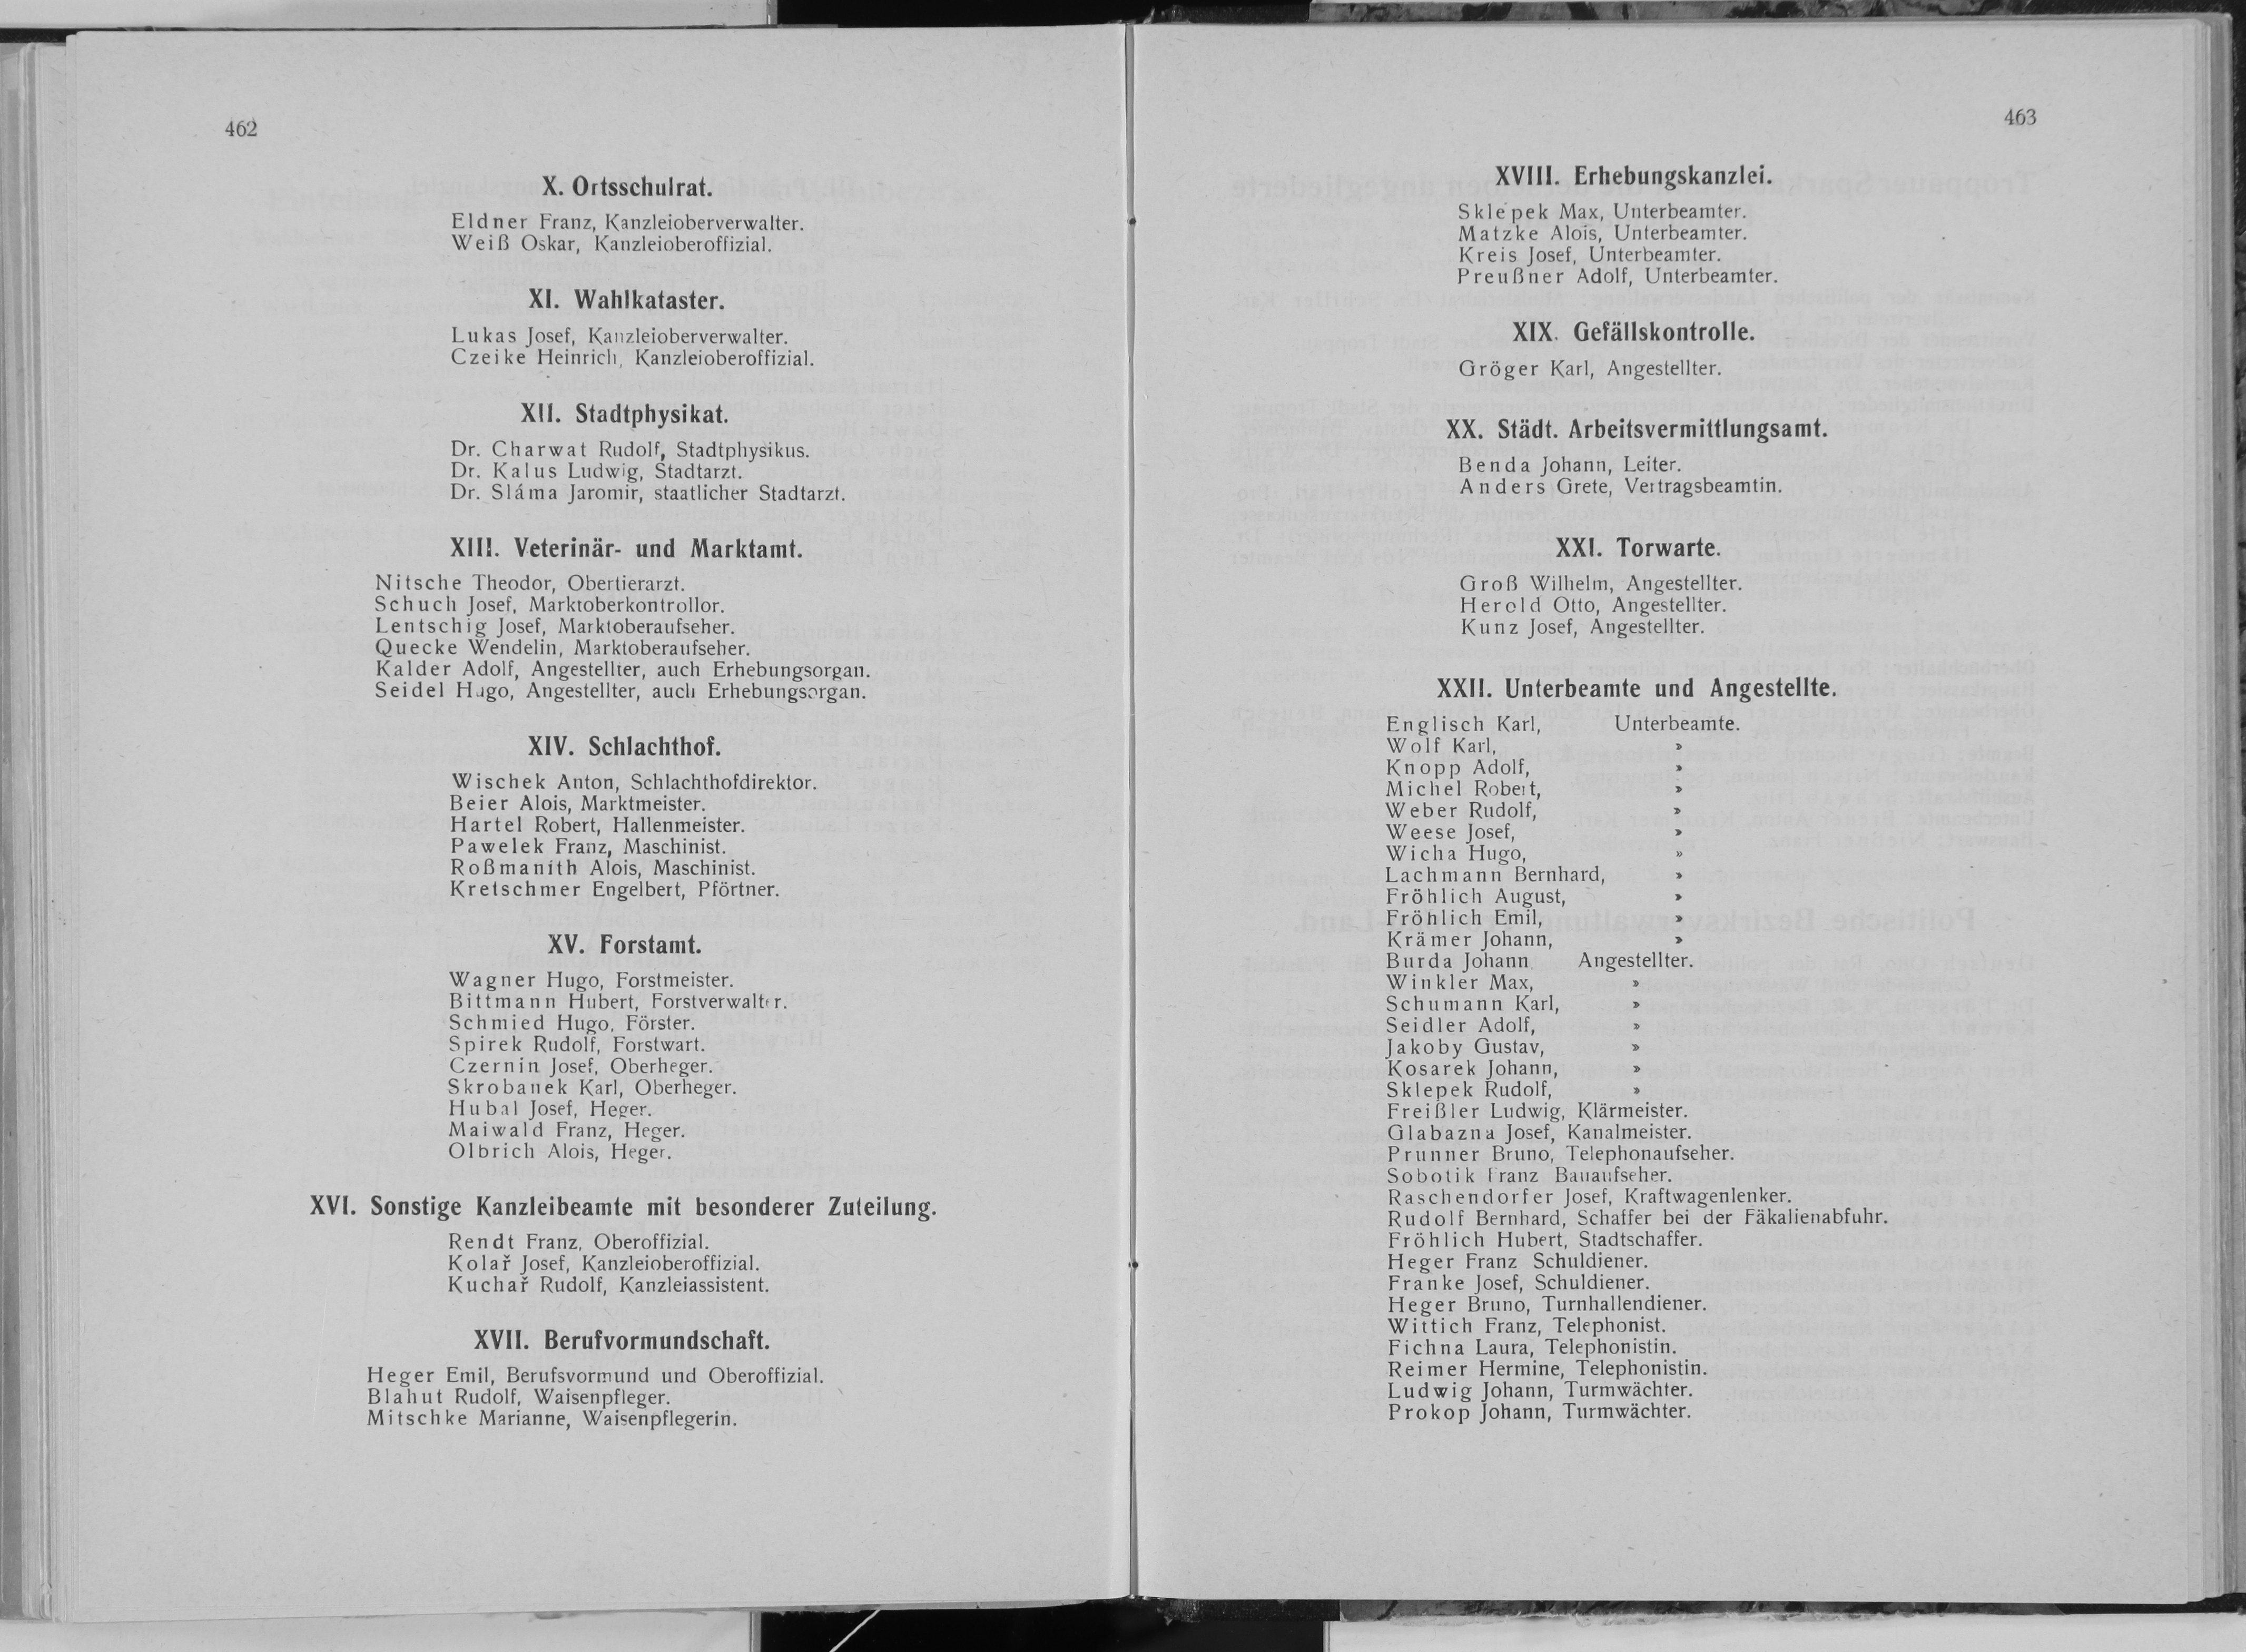 462
X. Ortsschulrat.
Eldner Franz, Kanzleioberverwalter.
Weiß Oskar, Kanzleioberoffizial.
XI. Wahlkataster.
Lukas Josef, Kanzleioberverwalter.
Czeike Heinrich, Kanzleioberoffizial.
XII. Stadtphysikat.
Dr. Charwat Rudolf, Stadtphysikus.
Dr. Kalus Ludwig, Stadtarzt.
Dr. Sláma Jaromir, staatlicher Stadtarzt.
XIII. Veterinär- und Marktamt.
Nitsche Theodor, Obertierarzt.
Schuch Josef, Marktoberkontrollor.
Lentschig Josef, Marktoberaufseher.
Quecke Wendelin, Marktoberaufseher.
Kalder Adolf, Angestellter, auch Erhebungsorgan.
Seidel Hugo, Angestellter, auch Erhebungsorgan.
XIV. Schlachthof.
Wischek Anton, Schlachthofdirektor.
Beier Alois, Marktmeister.
Hartel Robert, Hallenmeister.
Pawelek Franz, Maschinist.
Roßmanith Alois, Maschinist.
Kretschmer Engelbert, Pförtner.
XV. Forstamt.
Wagner Hugo, Forstmeister.
Bittmann Hubert, Forstverwalter.
Schmied Hugo, Förster.
Spirek Rudolf, Forstwart.
Czernin Josef, Oberheger.
Skrobanek Karl, Oberheger.
Hubal Josef, Heger.
Maiwald Franz, Heger.
Olbrich Alois, Heger.
XVI. Sonstige Kanzleibeamte mit besonderer Zuteilung.
Rendt Franz, Oberoffizial.
Kolař Josef, Kanzleioberoffizial.
Kuchař Rudolf, Kanzleiassistent.
XVII. Berufvormundschaft.
Heger Emil, Berufsvormund und Oberoffizial.
Blahut Rudolf, Waisenpfleger.
Mitschke Marianne, Waisenpflegerin.
463
XVIII. Erhebungskanzlei.
Sklepek Max, Unterbeamter.
Matzke Alois, Unterbeamter.
Kreis Josef, Unterbeamter.
Preußner Adolf, Unterbeamter.
XIX. Gefällskontrolle.
Gröger Karl, Angestellter.
XX. Städt. Arbeitsvermittlungsamt.
Benda Johann, Leiter.
Anders Grete, Vertragsbeamtin.
XXI. Torwarte.
Groß Wilhelm, Angestellter.
Herold Otto, Angestellter.
Kunz Josef, Angestellter.
XXII. Unterbeamte und Angestellte.
Englisch Karl, Unterbeamte.
Wolf Karl, »
Knopp Adolf, »
Michel Robert, »
Weber Rudolf, »
Weese Josef, »
Wicha Hugo, »
Lachmann Bernhard, »
Fröhlich August, »
Fröhlich Emil, »
Krämer Johann, »
Burda Johann, Angestellter.
Winkler Max, »
Schumann Karl, »
Seidler Adolf, »
Jakoby Gustav, »
Kosarek Johann, »
Sklepek Rudolf, »
Freißler Ludwig, Klärmeister.
Glabazna Josef, Kanalmeister.
Prunner Bruno, Telephonaufseher.
Sobotik Franz Bauaufseher.
Raschendorfer Josef, Kraftwagenlenker.
Rudolf Bernhard, Schaffer bei der Fäkalienabfuhr.
Fröhlich Hubert, Stadtschaffer.
Heger Franz Schuldiener.
Franke Josef, Schuldiener.
Heger Bruno, Turnhallendiener.
Wittich Franz, Telephonist.
Fichna Laura, Telephonistin.
Reimer Hermine, Telephonistin.
Ludwig Johann, Turmwächter.
Prokop Johann, Turmwächter.